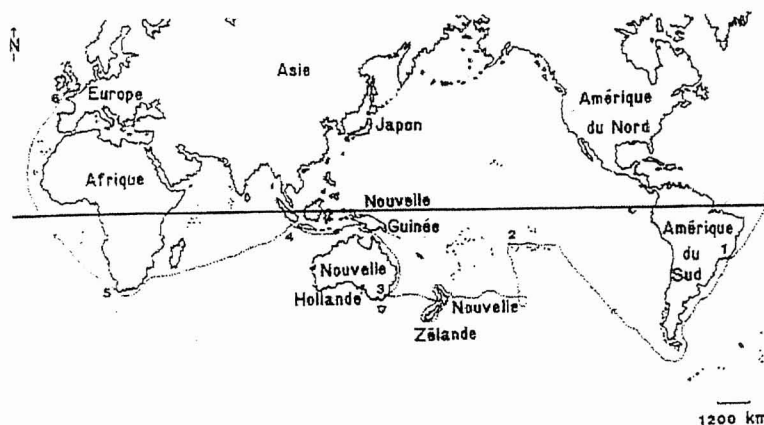 N
Asie
Europe
6
Amérique
du Nord
Japon
Afrique
Nouvelle
Guinée
4
2
Amérique
du
Sud
1
5
Nouvelle
Hollande
3
Nouvelle
Zélande
1200 km